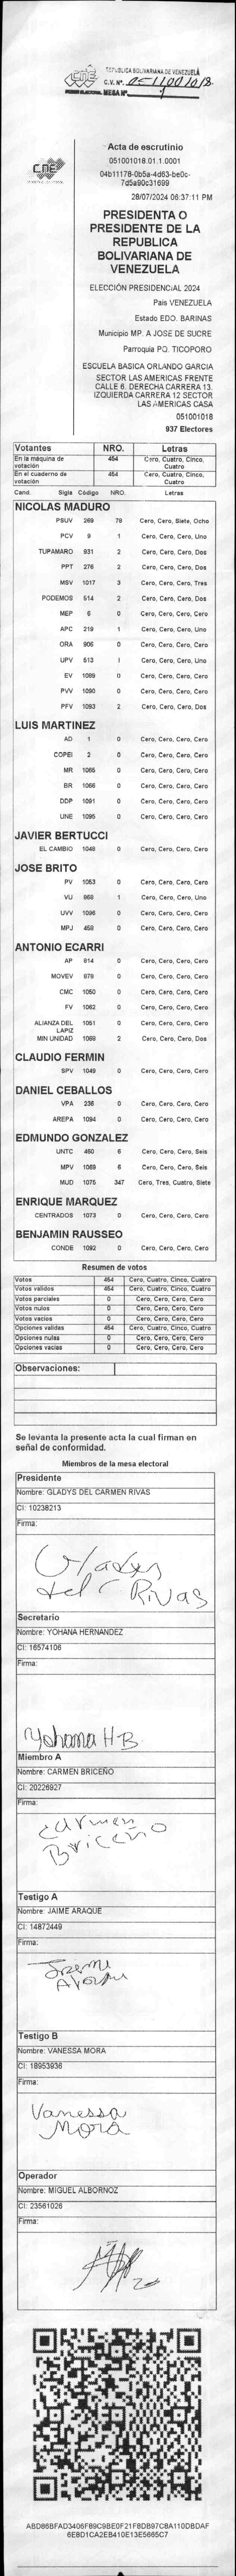 CNE
REPÚBLICA BOLIVARIANA DE VENEZUELA
C.V. Nº. 051001018
PODER ELECTORAL MESA Nº. 1
Acta de escrutinio
051001018.01.1.0001
04b11178-0b5a-4d63-be0c-
7d5a90c31699
28/07/2024 06:37:11 PM
CNE
PRESIDENTA O
PRESIDENTE DE LA
REPUBLICA
BOLIVARIANA DE
VENEZUELA
ELECCIÓN PRESIDENCIAL 2024
Pais VENEZUELA
Estado EDO. BARINAS
Municipio MP. A JOSE DE SUCRE
Parroquia PQ. TICOPORO
ESCUELA BASICA ORLANDO GARCIA
SECTOR LAS AMERICAS FRENTE
CALLE 6. DERECHA CARRERA 13.
IZQUIERDA CARRERA 12 SECTOR
LAS AMERICAS CASA
051001018
937 Electores
Votantes NRO. Letras
En la máquina de votación 454 Cero, Cuatro, Cinco, Cuatro
En el cuaderno de votación 454 Cero, Cuatro, Cinco, Cuatro
Cand. Sigla Código NRO. Letras
NICOLAS MADURO
PSUV 269 78 Cero, Cero, Siete, Ocho
PCV 9 1 Cero, Cero, Cero, Uno
TUPAMARO 931 2 Cero, Cero, Cero, Dos
PPT 276 2 Cero, Cero, Cero, Dos
MSV 1017 3 Cero, Cero, Cero, Tres
PODEMOS 514 2 Cero, Cero, Cero, Dos
MEP 6 0 Cero, Cero, Cero, Cero
APC 219 1 Cero, Cero, Cero, Uno
ORA 906 0 Cero, Cero, Cero, Cero
UPV 513 1 Cero, Cero, Cero, Uno
EV 1089 0 Cero, Cero, Cero, Cero
PVV 1090 0 Cero, Cero, Cero, Cero
PFV 1093 2 Cero, Cero, Cero, Dos
LUIS MARTINEZ
AD 1 0 Cero, Cero, Cero, Cero
COPEI 2 0 Cero, Cero, Cero, Cero
MR 1065 0 Cero, Cero, Cero, Cero
BR 1066 0 Cero, Cero, Cero, Cero
DDP 1091 0 Cero, Cero, Cero, Cero
UNE 1095 0 Cero, Cero, Cero, Cero
JAVIER BERTUCCI
EL CAMBIO 1048 0 Cero, Cero, Cero, Cero
JOSE BRITO
PV 1053 0 Cero, Cero, Cero, Cero
VU 868 1 Cero, Cero, Cero, Uno
UVV 1096 0 Cero, Cero, Cero, Cero
MPJ 458 0 Cero, Cero, Cero, Cero
ANTONIO ECARRI
AP 814 0 Cero, Cero, Cero, Cero
MOVEV 979 0 Cero, Cero, Cero, Cero
CMC 1050 0 Cero, Cero, Cero, Cero
FV 1062 0 Cero, Cero, Cero, Cero
ALIANZA DEL LAPIZ 1051 0 Cero, Cero, Cero, Cero
MIN UNIDAD 1068 2 Cero, Cero, Cero, Dos
CLAUDIO FERMIN
SPV 1049 0 Cero, Cero, Cero, Cero
DANIEL CEBALLOS
VPA 236 0 Cero, Cero, Cero, Cero
AREPA 1094 0 Cero, Cero, Cero, Cero
EDMUNDO GONZALEZ
UNTC 460 6 Cero, Cero, Cero, Seis
MPV 1069 6 Cero, Cero, Cero, Seis
MUD 1075 347 Cero, Tres, Cuatro, Siete
ENRIQUE MARQUEZ
CENTRADOS 1073 0 Cero, Cero, Cero, Cero
BENJAMIN RAUSSEO
CONDE 1092 0 Cero, Cero, Cero, Cero
Resumen de votos
Votos 454 Cero, Cuatro, Cinco, Cuatro
Votos validos 454 Cero, Cuatro, Cinco, Cuatro
Votos parciales 0 Cero, Cero, Cero, Cero
Votos nulos 0 Cero, Cero, Cero, Cero
Votos vacios 0 Cero, Cero, Cero, Cero
Opciones validas 454 Cero, Cuatro, Cinco, Cuatro
Opciones nulas 0 Cero, Cero, Cero, Cero
Opciones vacias 0 Cero, Cero, Cero, Cero
Observaciones:
Se levanta la presente acta la cual firman en
señal de conformidad.
Miembros de la mesa electoral
Presidente
Nombre: GLADYS DEL CARMEN RIVAS
CI: 10238213
Firma:
Gladys
del C Rivas
Secretario
Nombre: YOHANA HERNANDEZ
CI: 16574106
Firma:
Yohana H B
Miembro A
Nombre: CARMEN BRICEÑO
CI: 20226927
Firma:
Carmen
Briceño
Testigo A
Nombre: JAIME ARAQUE
CI: 14872449
Firma:
Jaime
Araque
Testigo B
Nombre: VANESSA MORA
CI: 18953936
Firma:
Vanessa
Mora
Operador
Nombre: MIGUEL ALBORNOZ
CI: 23561026
Firma:
ABD86BFAD3406F89C9BE0F21F8DB97C8A110DBDAF
6E8D1CA2EB410E13E5665C7